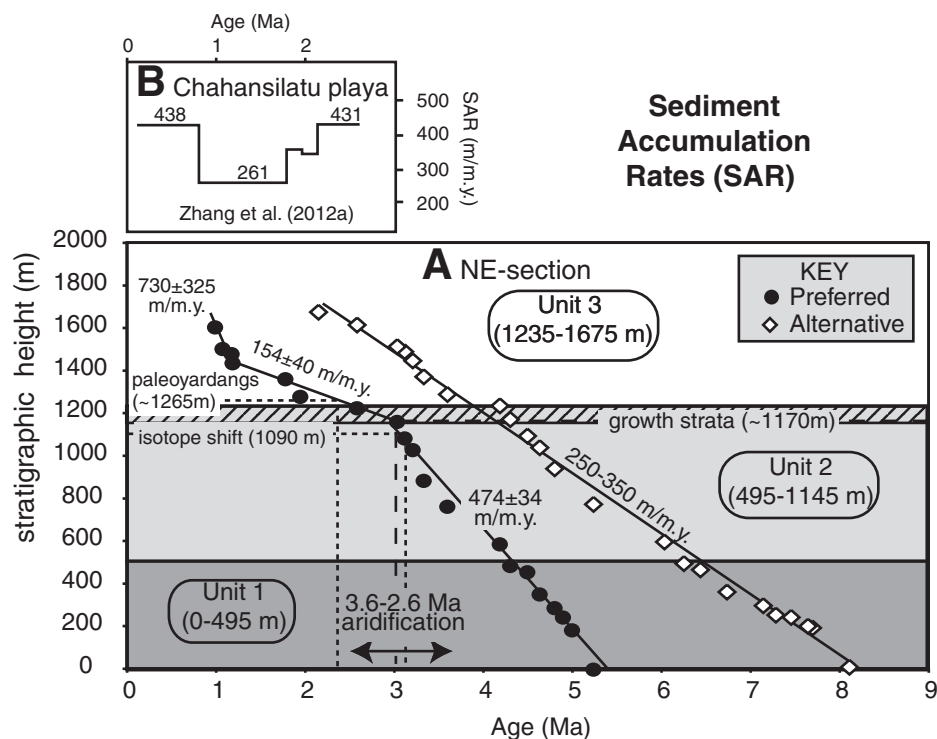 Age (Ma)
0 1 2
B Chahansilatu playa
438
431
261
Zhang et al. (2012a)
500
400
300
200
SAR (m/m.y.)
Sediment
Accumulation
Rates (SAR)
A NE-section
KEY
Preferred
Alternative
Unit 3
(1235-1675 m)
730±325
m/m.y.
154±40 m/m.y.
paleoyardangs
(~1265m)
isotope shift (1090 m)
growth strata (~1170m)
Unit 2
(495-1145 m)
250-350 m/m.y.
474±34
m/m.y.
Unit 1
(0-495 m)
3.6-2.6 Ma
aridification
2000
1800
1600
1400
1200
1000
800
600
400
200
0
stratigraphic height (m)
0 1 2 3 4 5 6 7 8 9
Age (Ma)